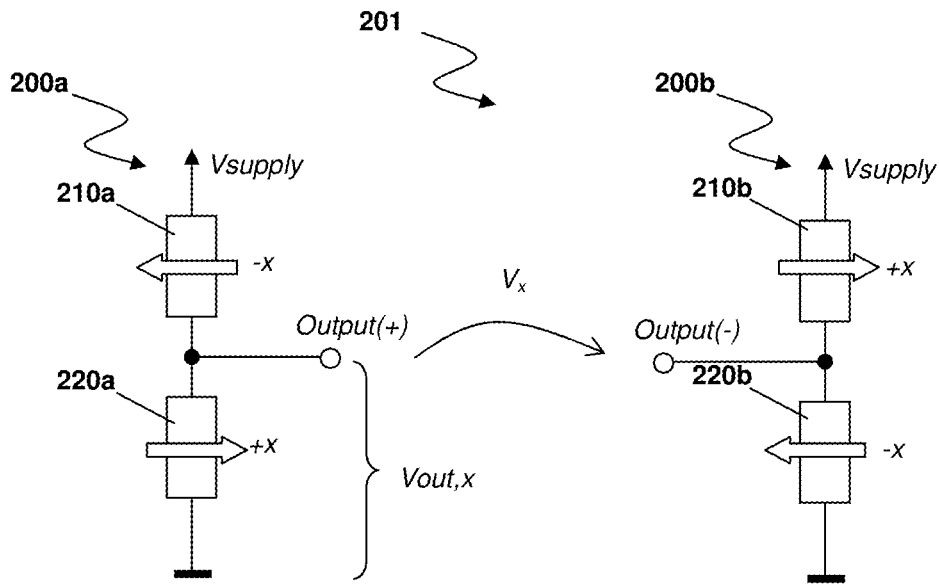 201
200a
200b
Vsupply
Vsupply
210a
210b
-x
+x
Vx
Output(+)
Output(-)
220a
220b
+x
-x
Vout,x